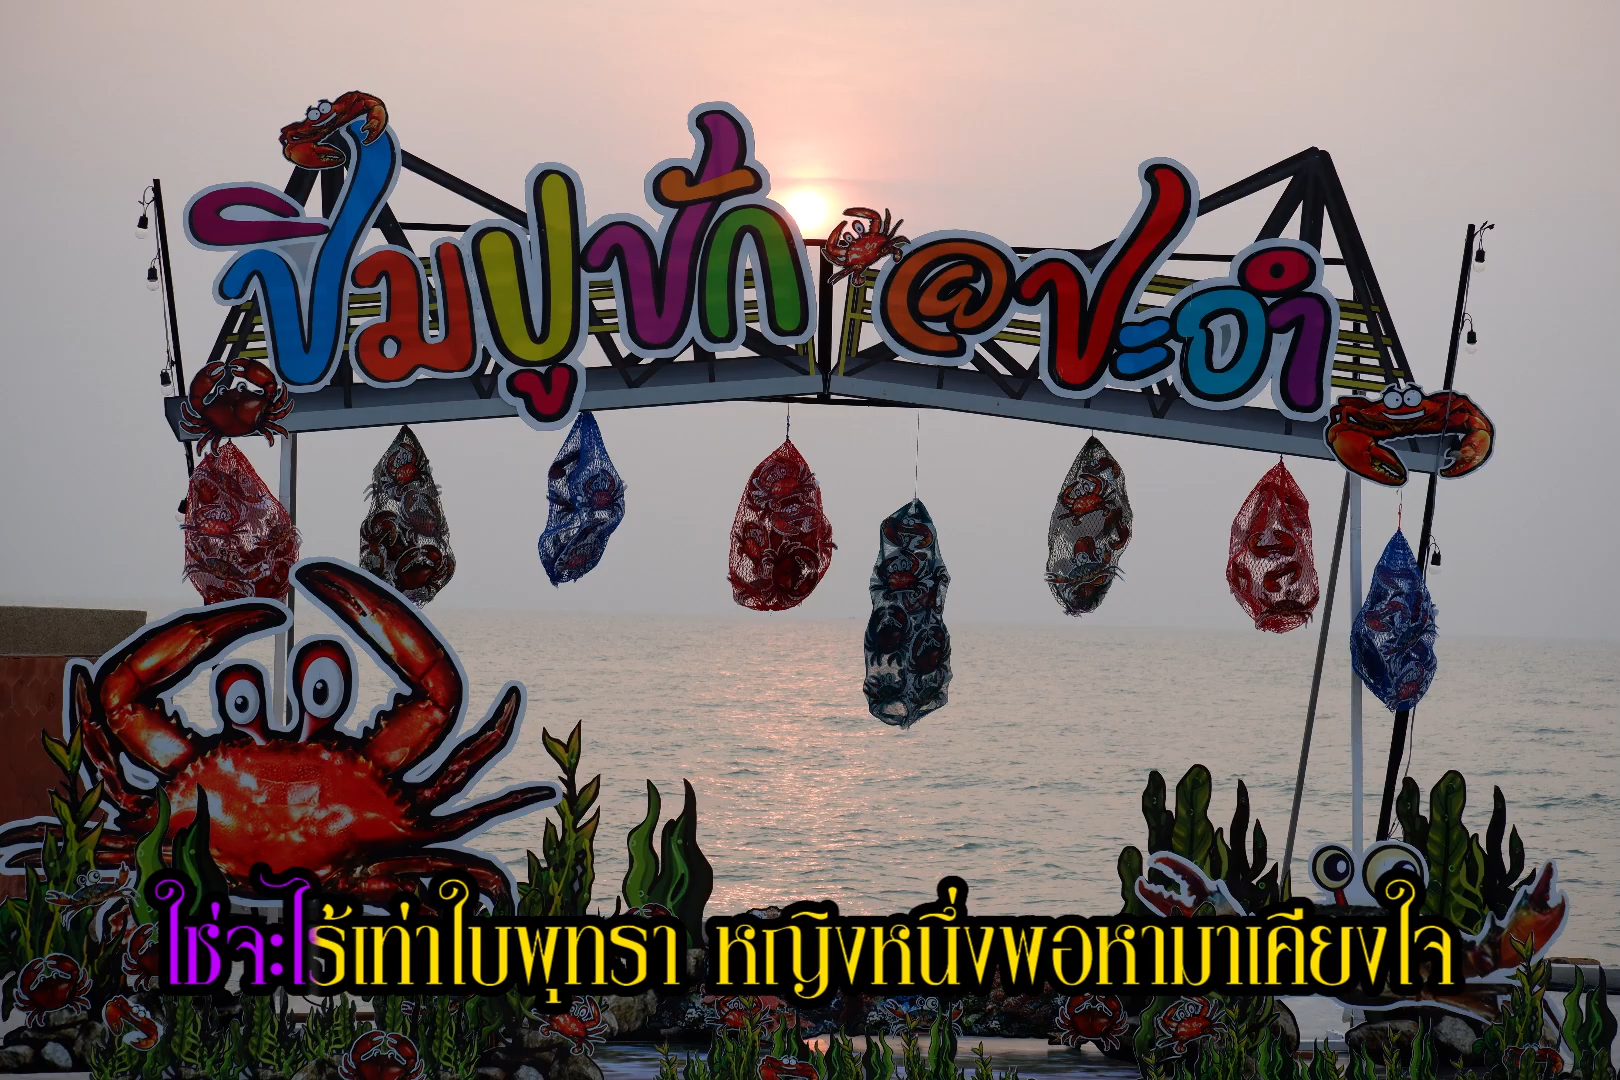 ชิมปูชัก @ชะอำ
ใช่จะไร้เท่าใบพุทรา หญิงหนึ่งพอหามาเคียงใจ